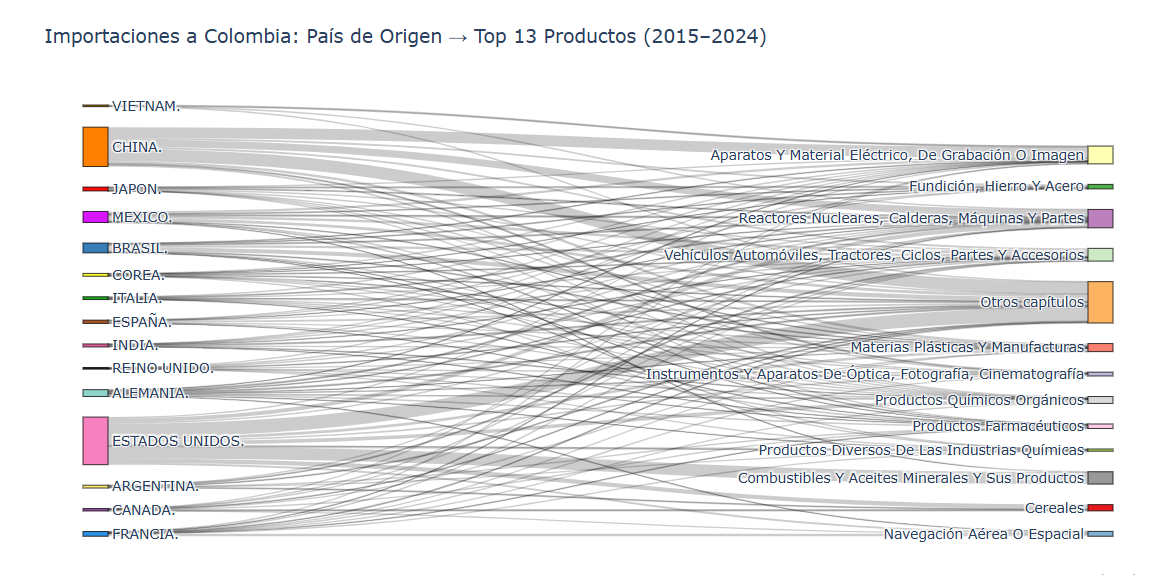 Importaciones a Colombia: País de Origen → Top 13 Productos (2015–2024)
VIETNAM.
CHINA.
JAPON.
MEXICO.
BRASIL.
COREA.
ITALIA.
ESPAÑA.
INDIA.
REINO UNIDO.
ALEMANIA.
ESTADOS UNIDOS.
ARGENTINA.
CANADA.
FRANCIA.
Aparatos Y Material Eléctrico, De Grabación O Imagen
Fundición, Hierro Y Acero
Reactores Nucleares, Calderas, Máquinas Y Partes
Vehículos Automóviles, Tractores, Ciclos, Partes Y Accesorios
Otros capítulos
Materias Plásticas Y Manufacturas
Instrumentos Y Aparatos De Óptica, Fotografía, Cinematografía
Productos Químicos Orgánicos
Productos Farmacéuticos
Productos Diversos De Las Industrias Químicas
Combustibles Y Aceites Minerales Y Sus Productos
Cereales
Navegación Aérea O Espacial